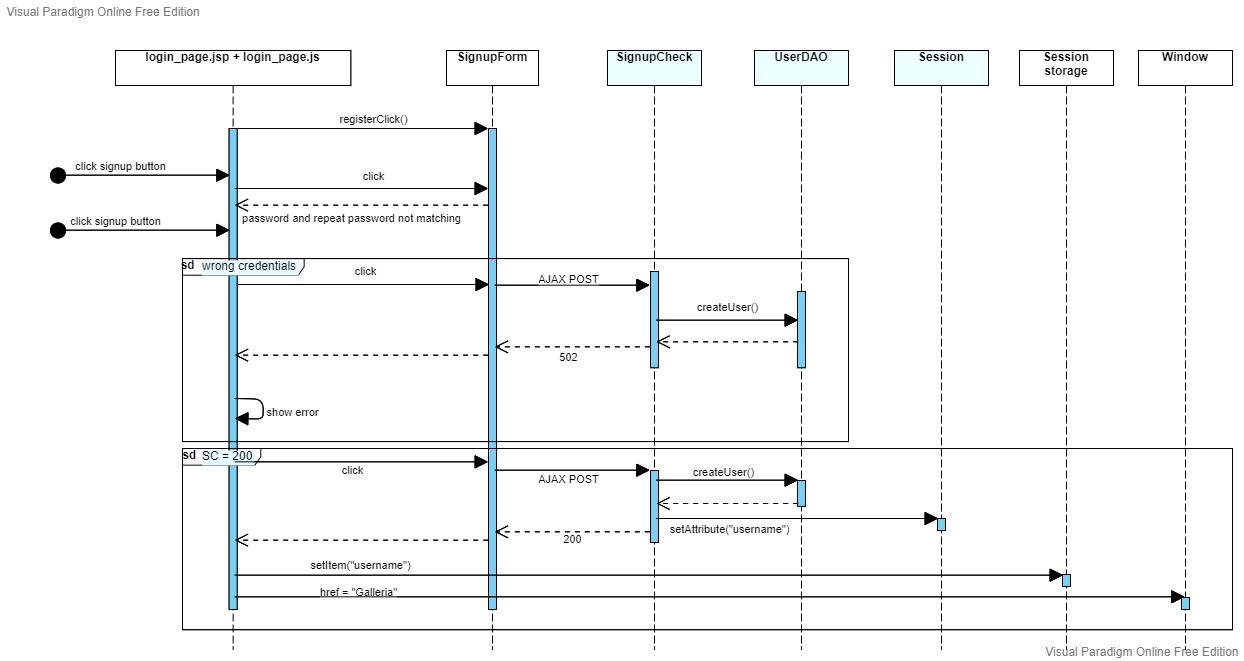 Visual Paradigm Online Free Edition
login_page.jsp + login_page.js
SignupForm
SignupCheck
UserDAO
Session
Session
storage
Window
registerClick()
click signup button
click
password and repeat password not matching
click signup button
sd wrong credentials
click
AJAX POST
createUser()
502
show error
sd SC = 200
click
AJAX POST
createUser()
setAttribute("username")
200
setItem("username")
href = "Galleria"
Visual Paradigm Online Free Edition